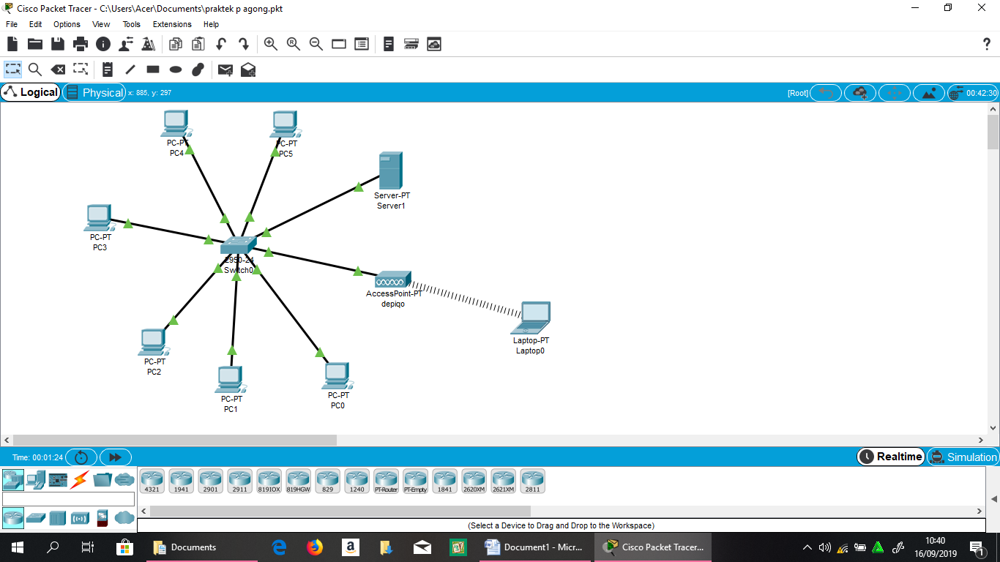 Cisco Packet Tracer - C:\Users\Acer\Documents\praktek p agong.pkt
File Edit Options View Tools Extensions Help
Logical Physical x: 885, y: 297 [Root] 00:42:30
PC-PT
PC4
PC-PT
PC5
Server-PT
Server1
PC-PT
PC3
2950-24
Switch0
AccessPoint-PT
depiqo
Laptop-PT
Laptop0
PC-PT
PC2
PC-PT
PC1
PC-PT
PC0
Time: 00:01:24 Realtime Simulation
4321 1941 2901 2911 819IOX 819HGW 829 1240 PT-Router PT-Empty 1841 2620XM 2621XM 2811
(Select a Device to Drag and Drop to the Workspace)
Documents Document1 - Micr... Cisco Packet Tracer... 10:40
16/09/2019 1